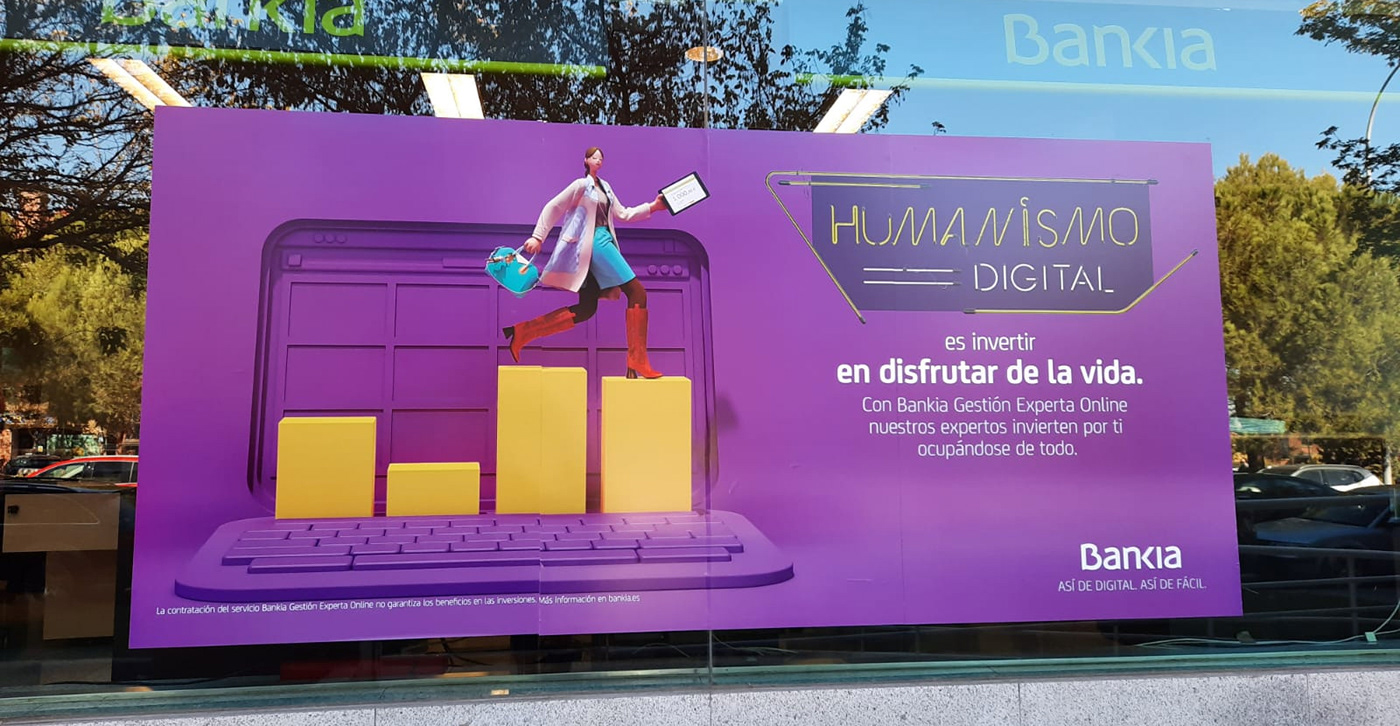 Bankia
Bankia
HUMANISMO
DIGITAL
es invertir
en disfrutar de la vida.
Con Bankia Gestión Experta Online
nuestros expertos invierten por ti
ocupándose de todo.
Bankia
ASÍ DE DIGITAL. ASÍ DE FÁCIL.
La contratación del servicio Bankia Gestión Experta Online no garantiza los beneficios en las inversiones. Más información en bankia.es